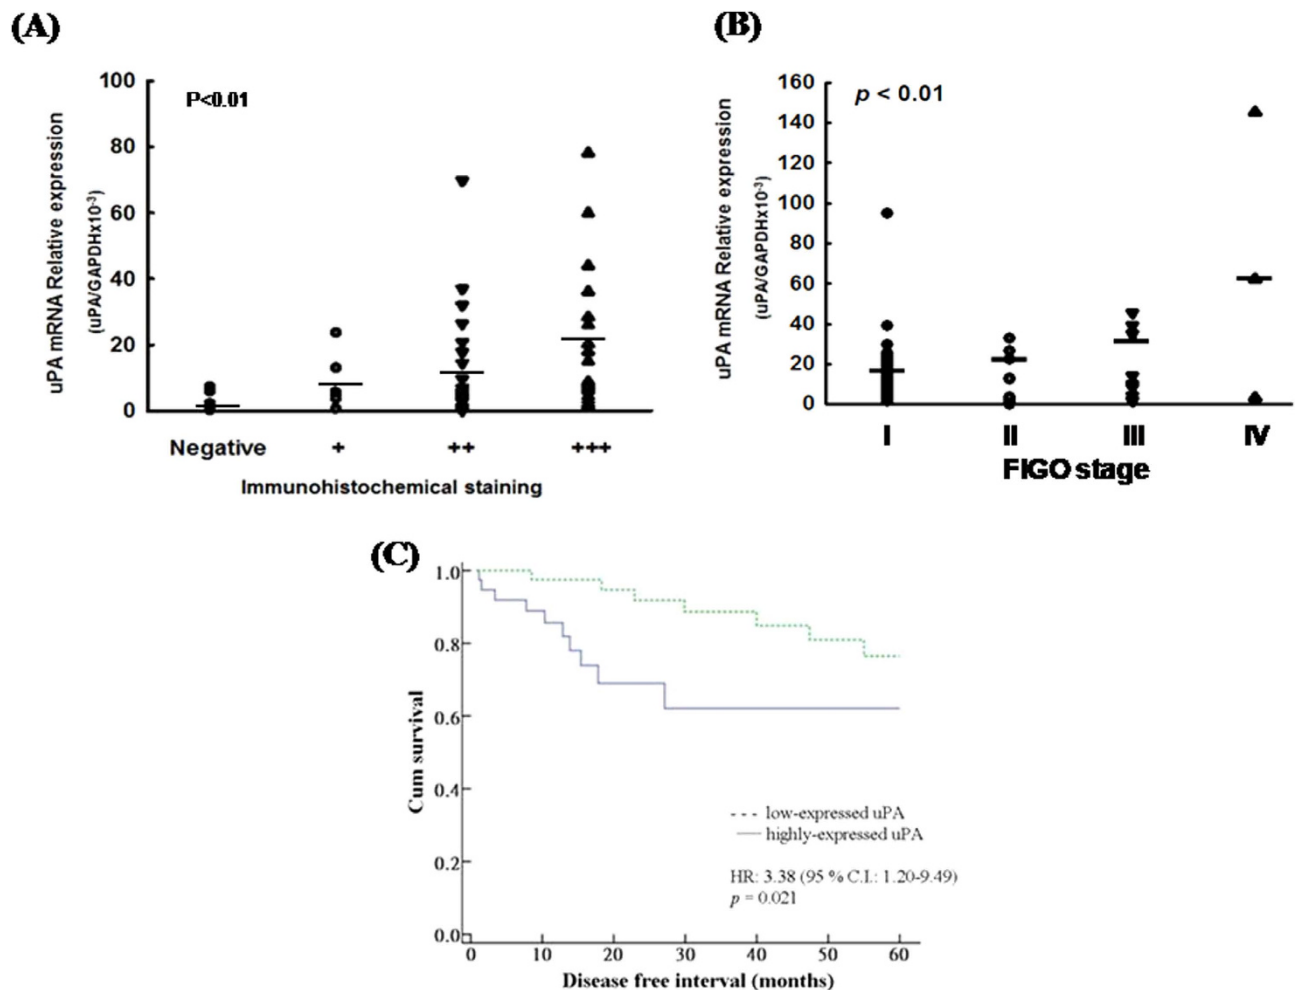 (A)
P<0.01
uPA mRNA Relative expression
(uPA/GAPDHx10-3)
100
80
60
40
20
0
Negative + ++ +++
Immunohistochemical staining
(B)
p < 0.01
uPA mRNA Relative expression
(uPA/GAPDHx10-3)
160
140
120
100
80
60
40
20
0
I II III IV
FIGO stage
(C)
Cum survival
1.0
0.8
0.6
0.4
0.2
0.0
low-expressed uPA
highly-expressed uPA
HR: 3.38 (95 % C.I.: 1.20-9.49)
p = 0.021
0 10 20 30 40 50 60
Disease free interval (months)